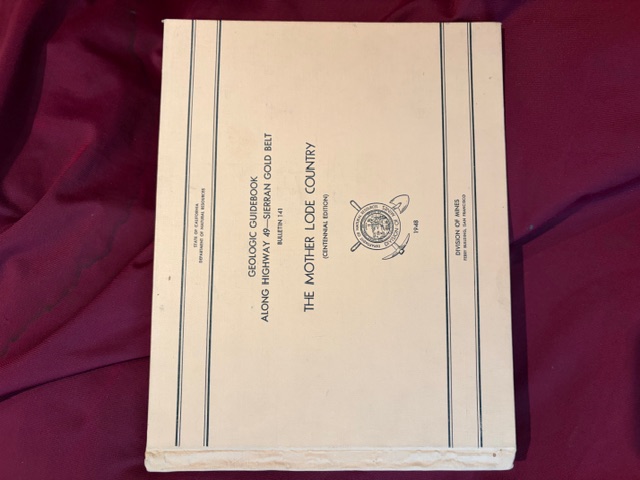 STATE OF CALIFORNIA
DEPARTMENT OF NATURAL RESOURCES
GEOLOGIC GUIDEBOOK
ALONG HIGHWAY 49—SIERRAN GOLD BELT
BULLETIN 141
THE MOTHER LODE COUNTRY
(CENTENNIAL EDITION)
1948
DIVISION OF MINES
FERRY BUILDING, SAN FRANCISCO